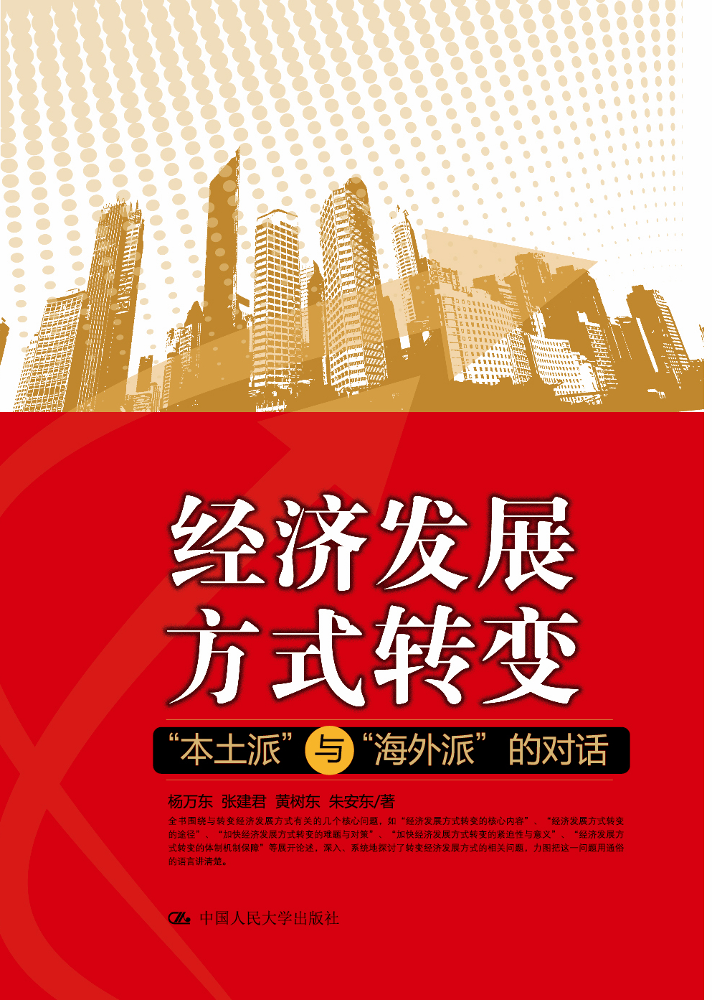 经济发展
方式转变
“本土派”与“海外派”的对话
杨万东 张建君 黄树东 朱安东/著
全书围绕与转变经济发展方式有关的几个核心问题，如“经济发展方式转变的核心内容”、“经济发展方式转变
的途径”、“加快经济发展方式转变的难题与对策”、“加快经济发展方式转变的紧迫性与意义”、“经济发展方
式转变的体制机制保障”等展开论述，深入、系统地探讨了转变经济发展方式的相关问题，力图把这一问题用通俗
的语言讲清楚。
中国人民大学出版社